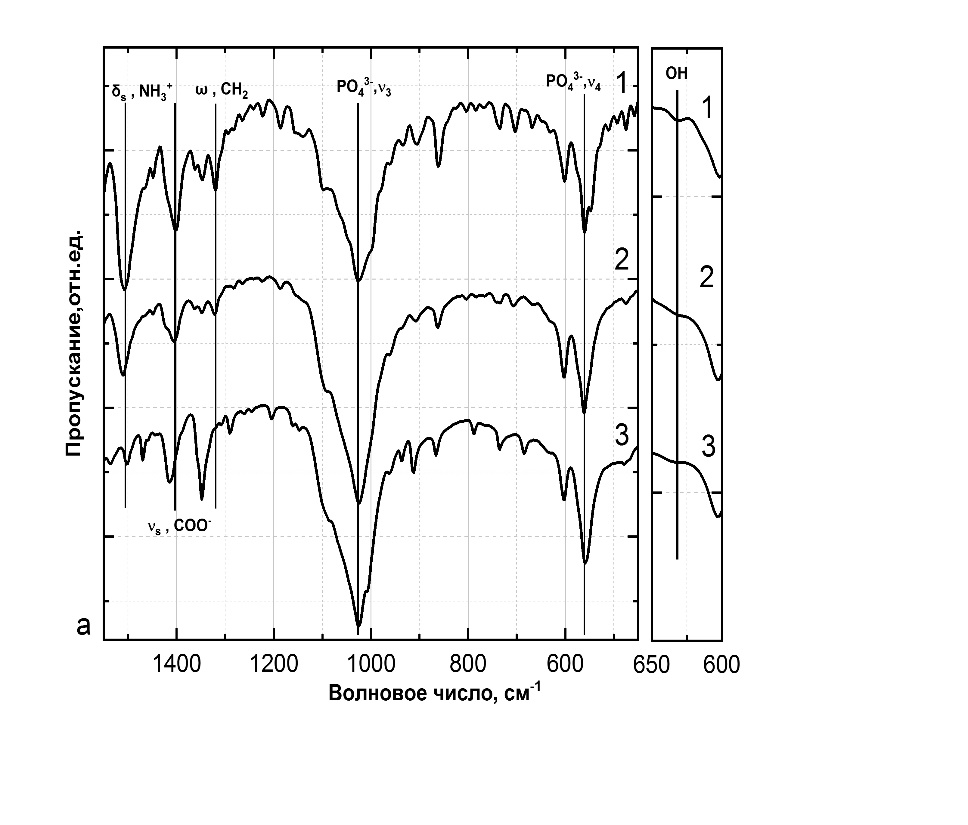 δs , NH3+ ω , CH2 PO43-,ν3 PO43-,ν4 1 OH 1
2 2
3 3
νs , COO-
Пропускание,отн.ед.
а
1400 1200 1000 800 600 650 600
Волновое число, см-1